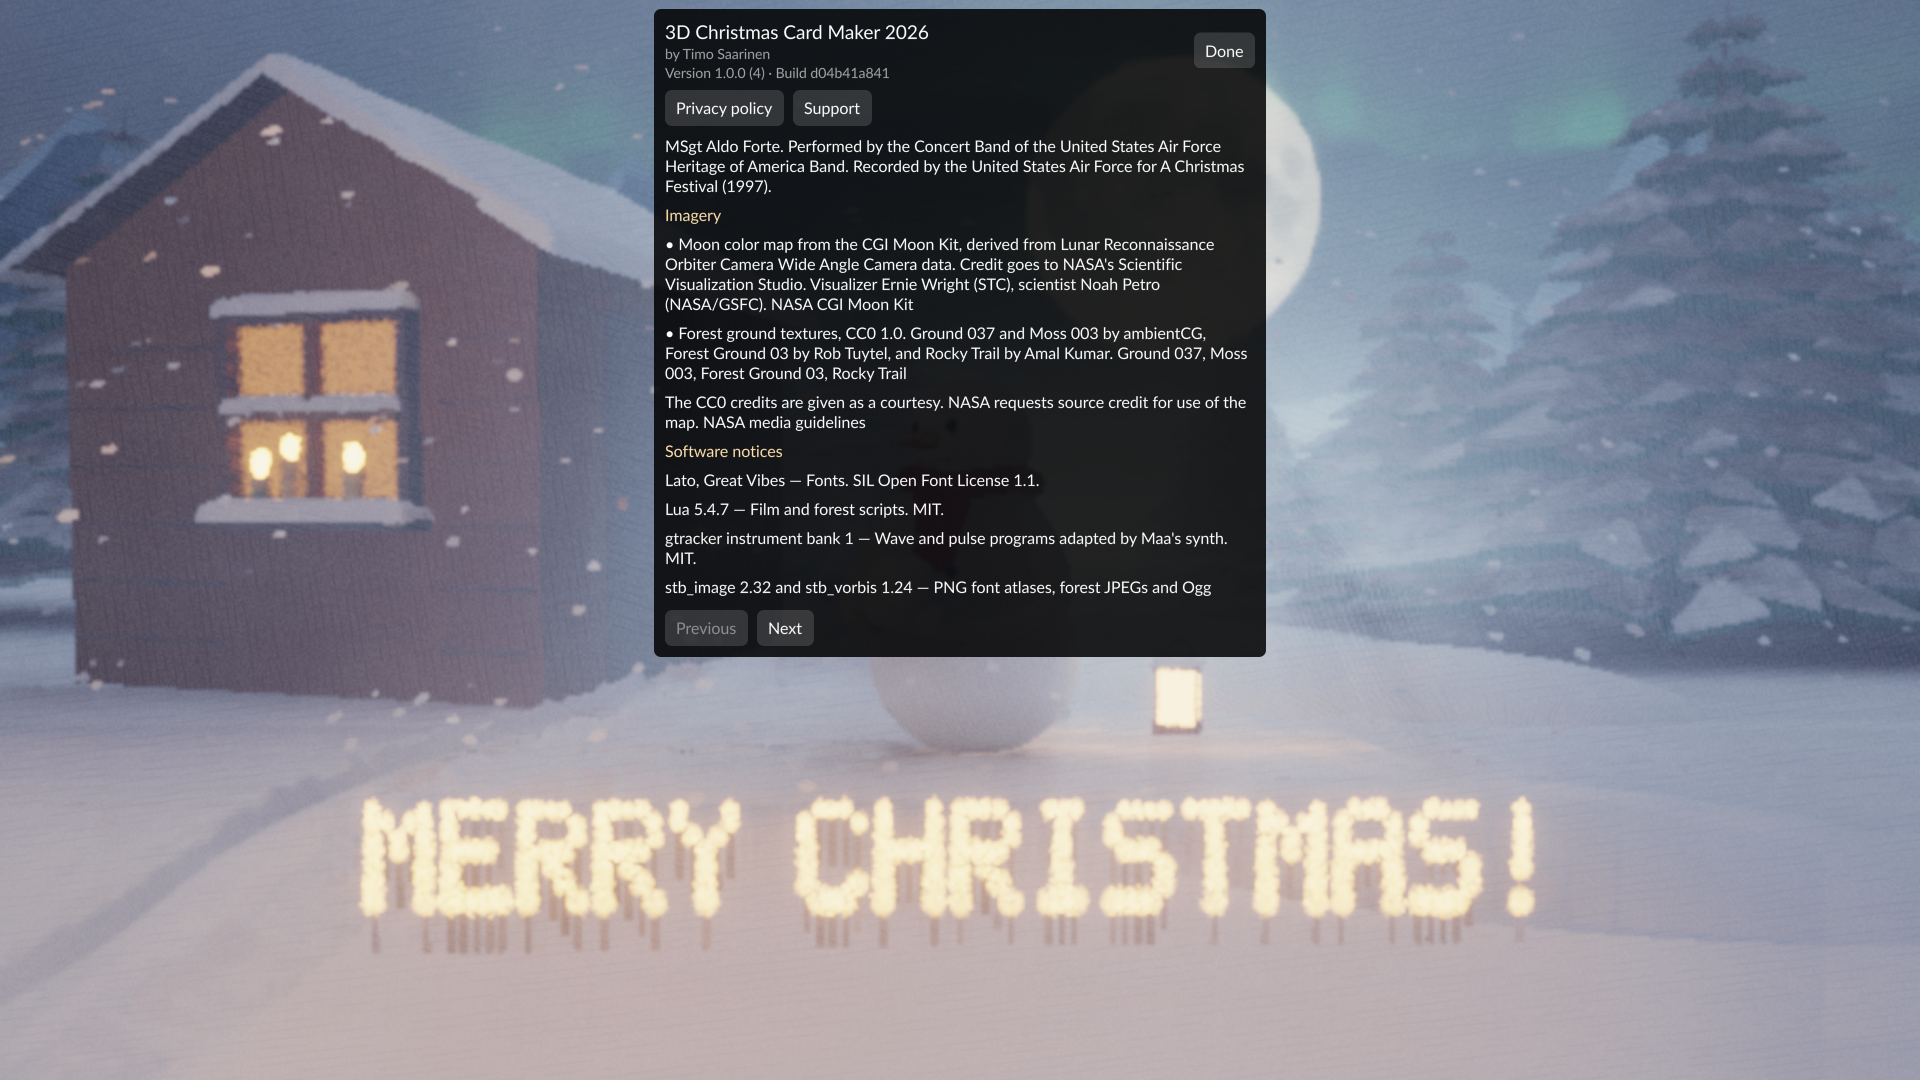 3D Christmas Card Maker 2026
by Timo Saarinen
Version 1.0.0 (4) · Build d04b41a841
Done
Privacy policy
Support
MSgt Aldo Forte. Performed by the Concert Band of the United States Air Force
Heritage of America Band. Recorded by the United States Air Force for A Christmas
Festival (1997).
Imagery
• Moon color map from the CGI Moon Kit, derived from Lunar Reconnaissance
Orbiter Camera Wide Angle Camera data. Credit goes to NASA's Scientific
Visualization Studio. Visualizer Ernie Wright (STC), scientist Noah Petro
(NASA/GSFC). NASA CGI Moon Kit
• Forest ground textures, CC0 1.0. Ground 037 and Moss 003 by ambientCG,
Forest Ground 03 by Rob Tuytel, and Rocky Trail by Amal Kumar. Ground 037, Moss
003, Forest Ground 03, Rocky Trail
The CC0 credits are given as a courtesy. NASA requests source credit for use of the
map. NASA media guidelines
Software notices
Lato, Great Vibes — Fonts. SIL Open Font License 1.1.
Lua 5.4.7 — Film and forest scripts. MIT.
gtracker instrument bank 1 — Wave and pulse programs adapted by Maa's synth.
MIT.
stb_image 2.32 and stb_vorbis 1.24 — PNG font atlases, forest JPEGs and Ogg
Previous
Next
MERRY CHRISTMAS!